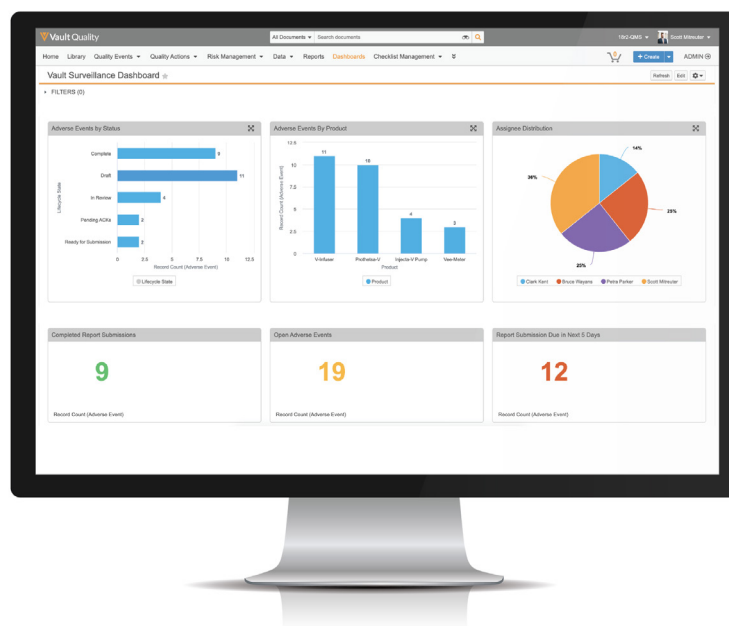 Vault Quality
All Documents Search documents
18r2-QMS Scott Milmuter
Home Library Quality Events Quality Actions Risk Management Data Reports Dashboards Checklist Management
+ Create ADMIN
Vault Surveillance Dashboard
Refresh Edit
FILTERS (0)
Adverse Events by Status
Lifecycle State
Complete 9
Draft 11
In Review 4
Pending ACKs 2
Ready for Submission 2
0 2.5 5 7.5 10 12.5
Record Count (Adverse Event)
Lifecycle State
Adverse Events By Product
Record Count (Adverse Event)
12.5
10
7.5
5
2.5
0
11
10
4
3
V-Infuser Prothelsa-V Injecta-V Pump Vee-Meter
Product
Product
Assignee Distribution
14%
25%
25%
36%
Clark Kent Bruce Wayans Petra Parker Scott Milmuter
Completed Report Submissions
9
Record Count (Adverse Event)
Open Adverse Events
19
Record Count (Adverse Event)
Report Submission Due in Next 5 Days
12
Record Count (Adverse Event)